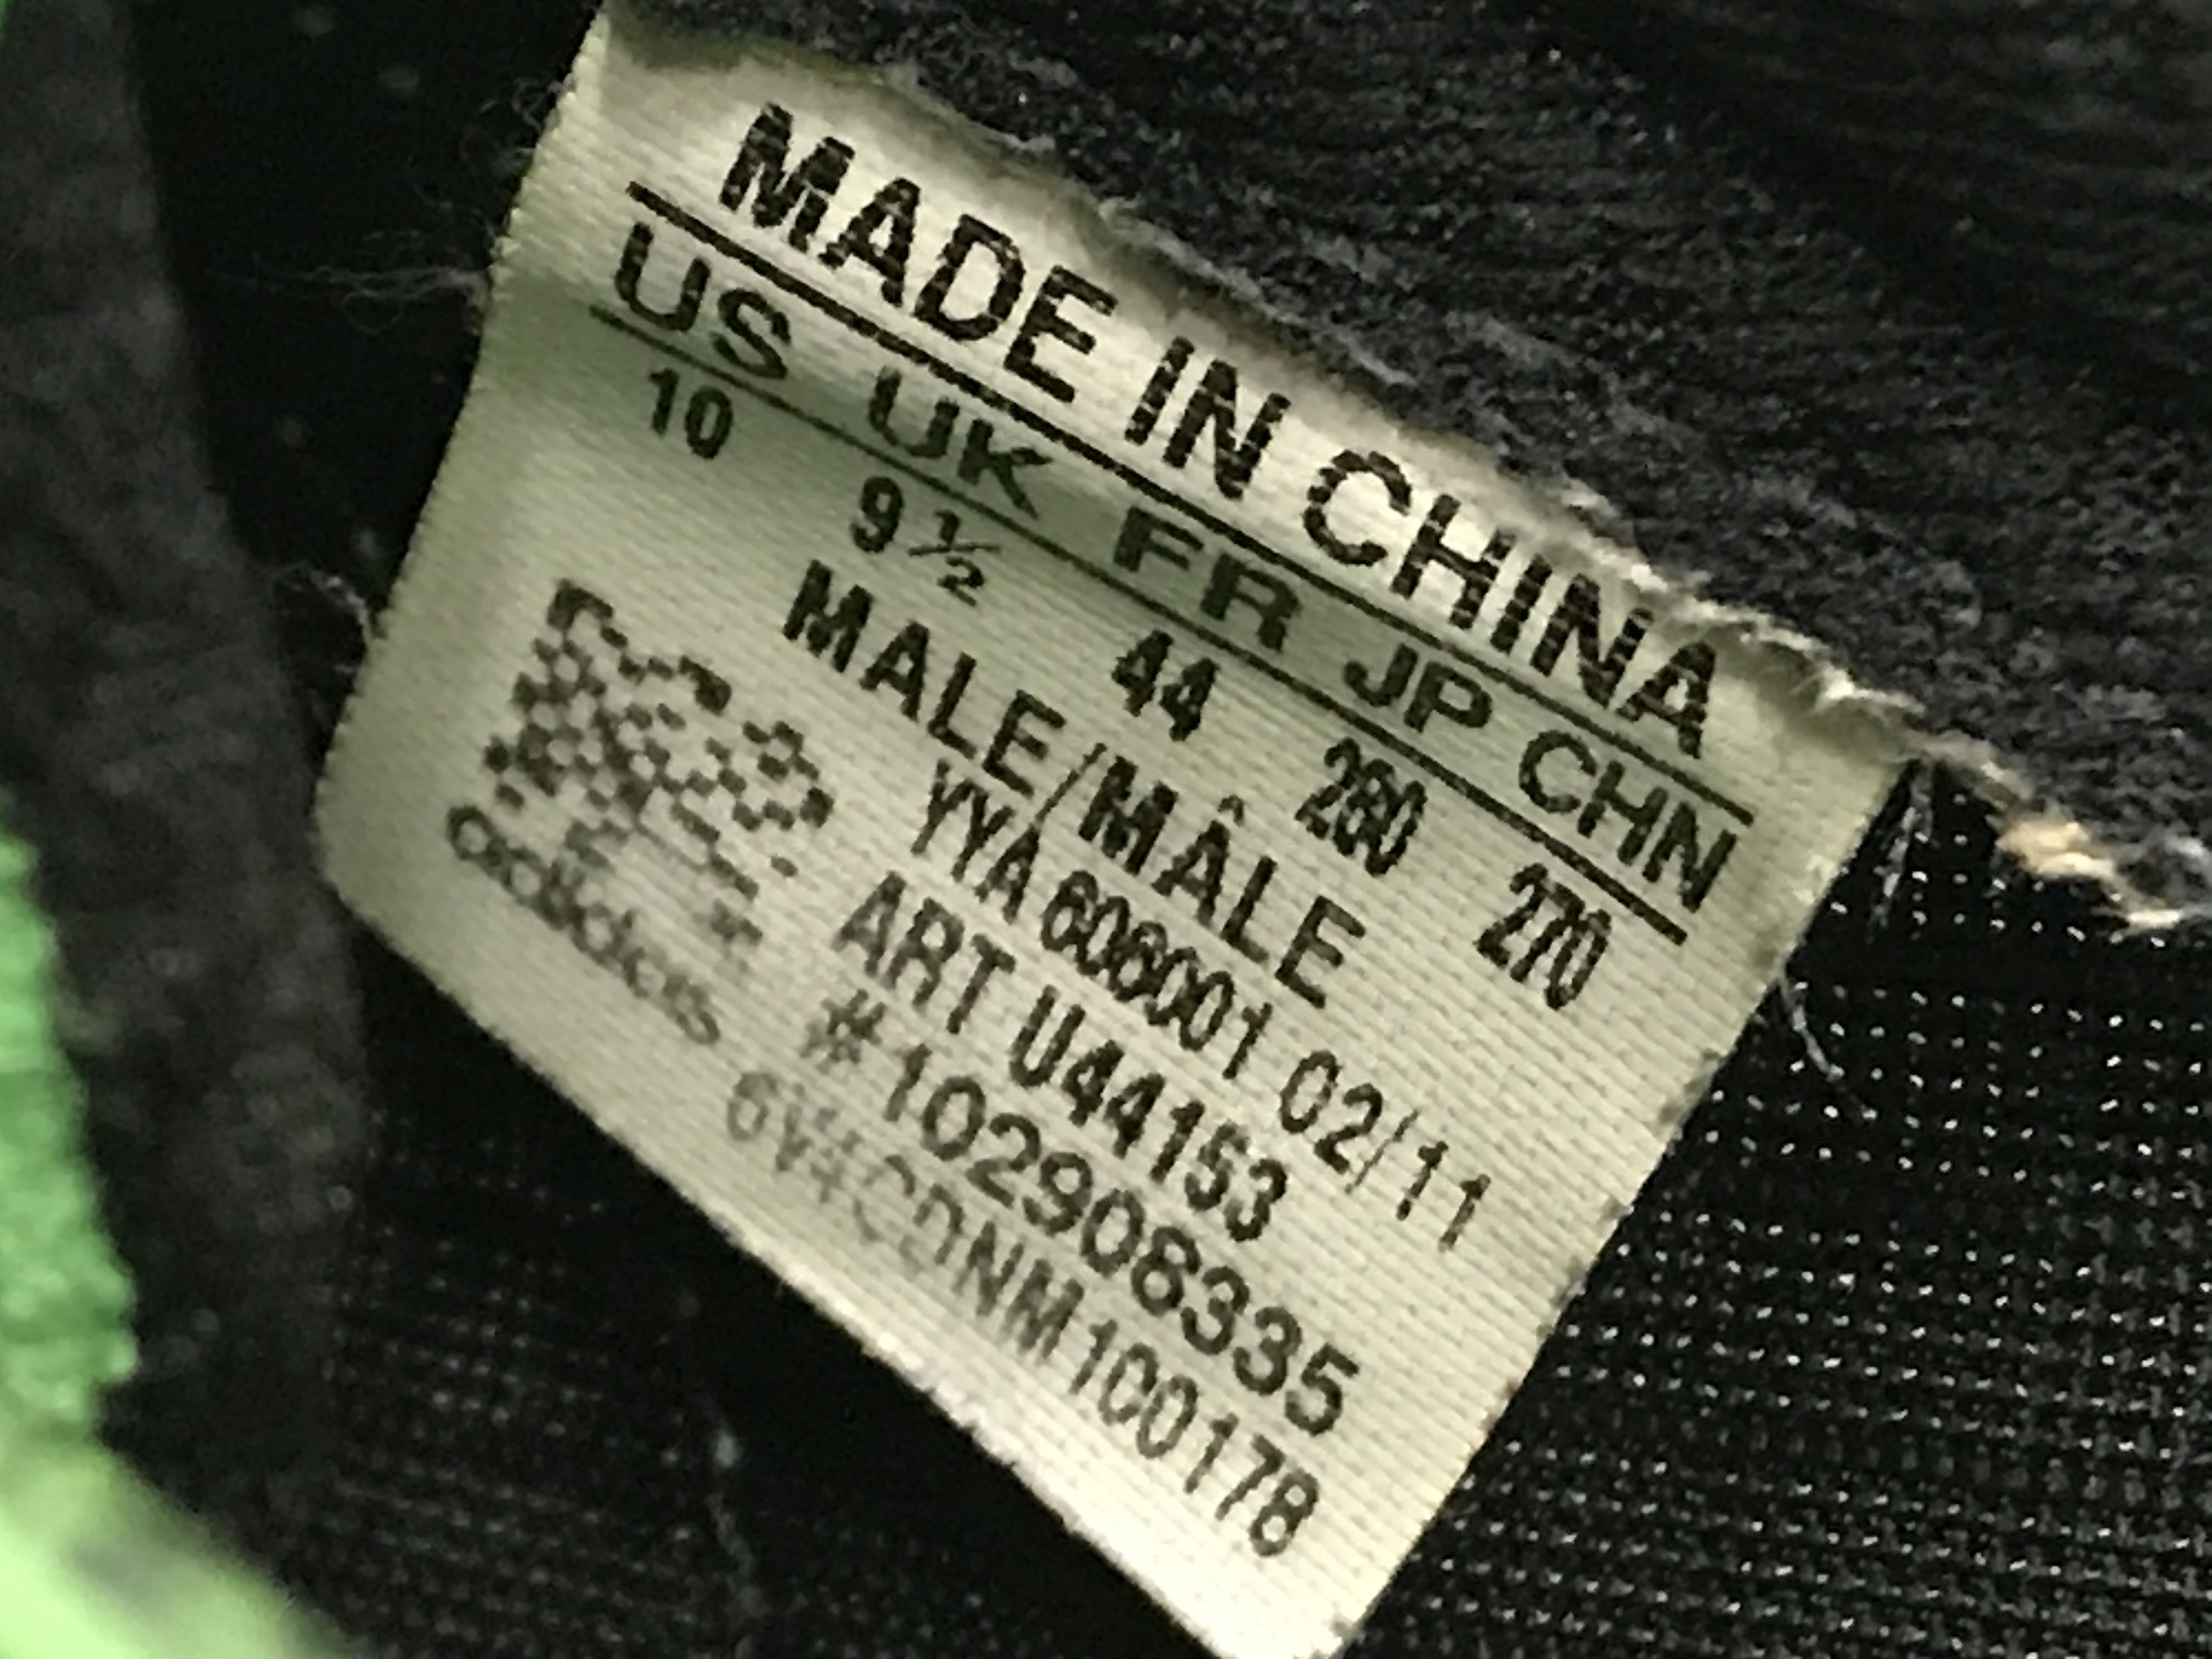 MADE IN CHINA
US UK FR JP CHN
10 9½ 44 280 270
MALE/MÂLE
YYA 606001 02/11
ART U44153
#102908335
adidas
6V4CDNM100178